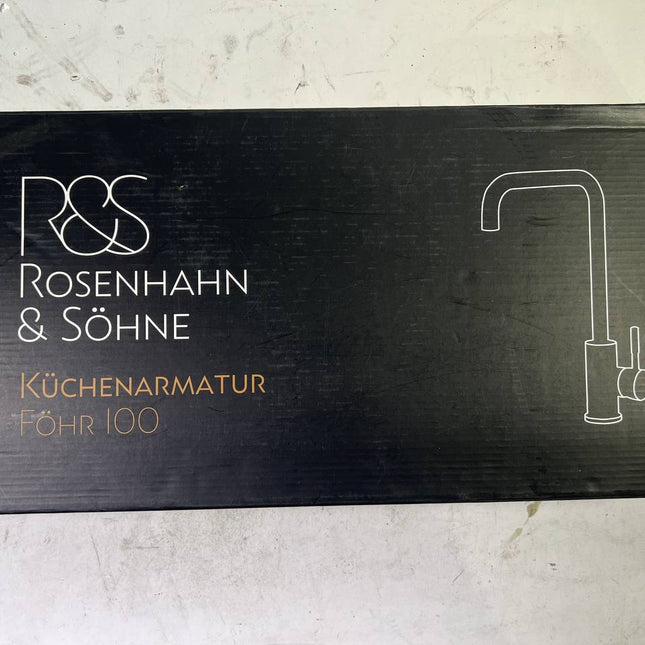 R&S
ROSENHAHN
& SÖHNE
KÜCHENARMATUR
FÖHR 100